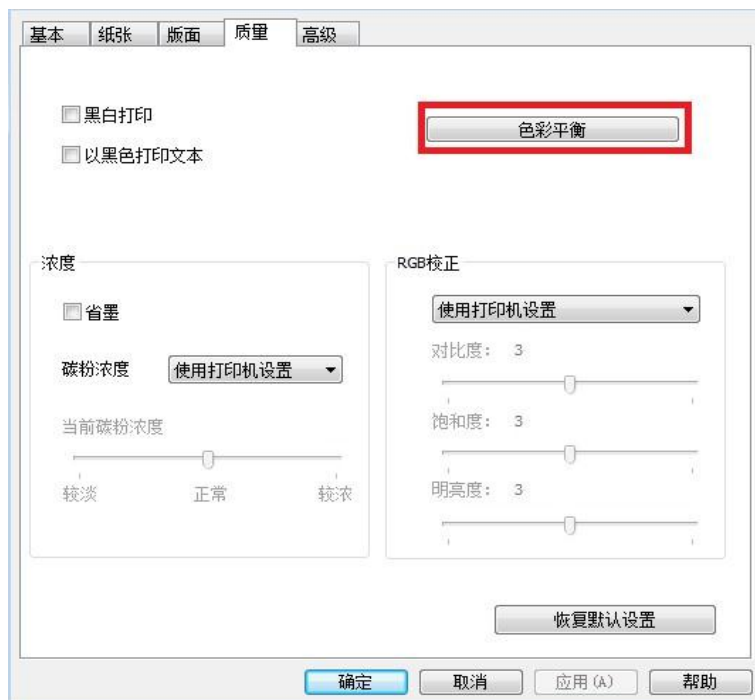 基本 纸张 版面 质量 高级
黑白打印
色彩平衡
以黑色打印文本
浓度
省墨
碳粉浓度 使用打印机设置
当前碳粉浓度
较淡 正常 较浓
RGB校正
使用打印机设置
对比度： 3
饱和度： 3
明亮度： 3
恢复默认设置
确定 取消 应用(A) 帮助